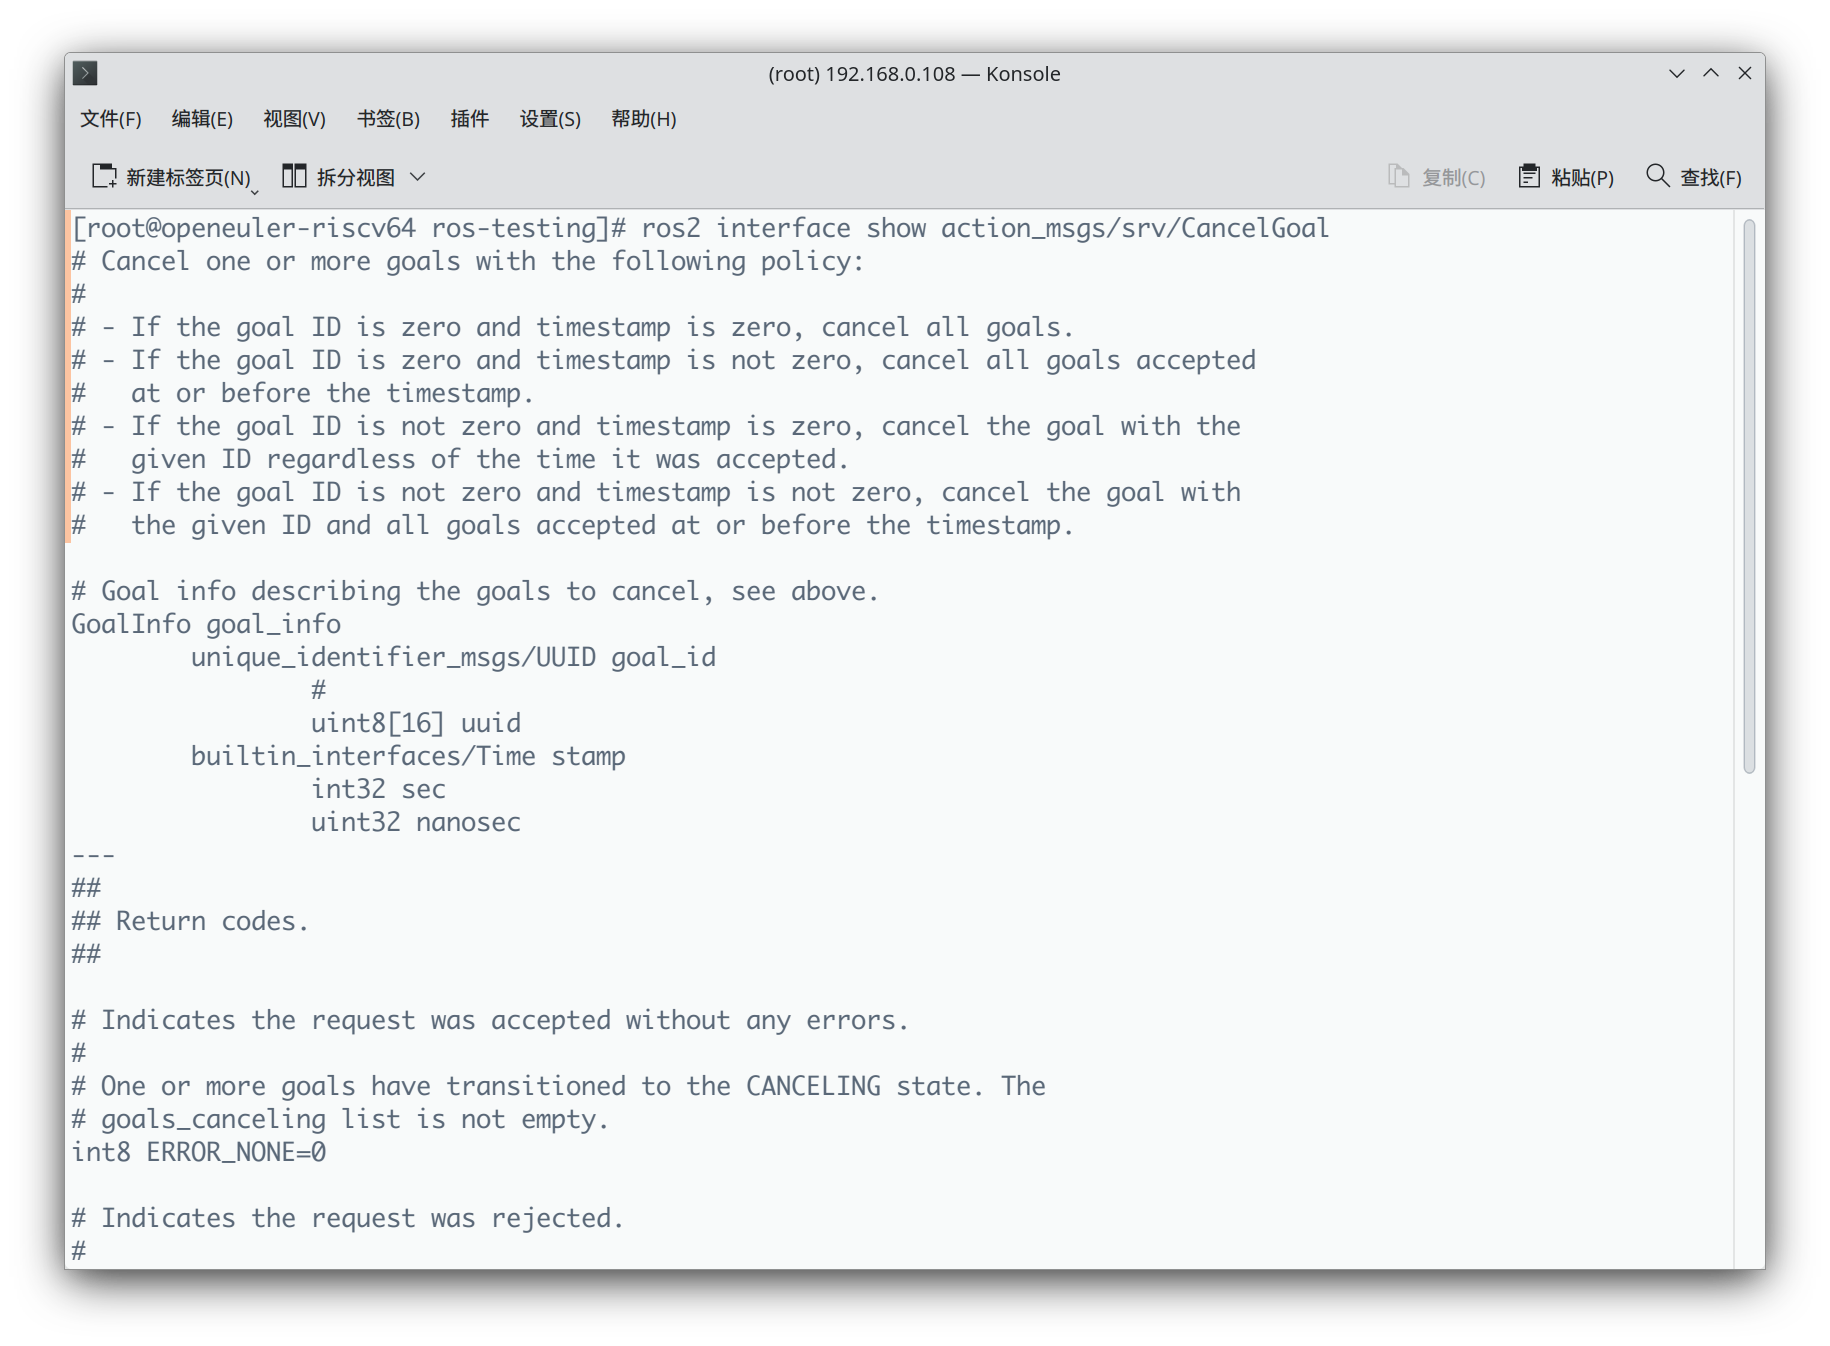 (root) 192.168.0.108 — Konsole
文件(F) 编辑(E) 视图(V) 书签(B) 插件 设置(S) 帮助(H)
新建标签页(N) 拆分视图 复制(C) 粘贴(P) 查找(F)
[root@openeuler-riscv64 ros-testing]# ros2 interface show action_msgs/srv/CancelGoal
# Cancel one or more goals with the following policy:
#
# - If the goal ID is zero and timestamp is zero, cancel all goals.
# - If the goal ID is zero and timestamp is not zero, cancel all goals accepted
#   at or before the timestamp.
# - If the goal ID is not zero and timestamp is zero, cancel the goal with the
#   given ID regardless of the time it was accepted.
# - If the goal ID is not zero and timestamp is not zero, cancel the goal with
#   the given ID and all goals accepted at or before the timestamp.

# Goal info describing the goals to cancel, see above.
GoalInfo goal_info
        unique_identifier_msgs/UUID goal_id
                #
                uint8[16] uuid
        builtin_interfaces/Time stamp
                int32 sec
                uint32 nanosec
---
##
## Return codes.
##

# Indicates the request was accepted without any errors.
#
# One or more goals have transitioned to the CANCELING state. The
# goals_canceling list is not empty.
int8 ERROR_NONE=0

# Indicates the request was rejected.
#